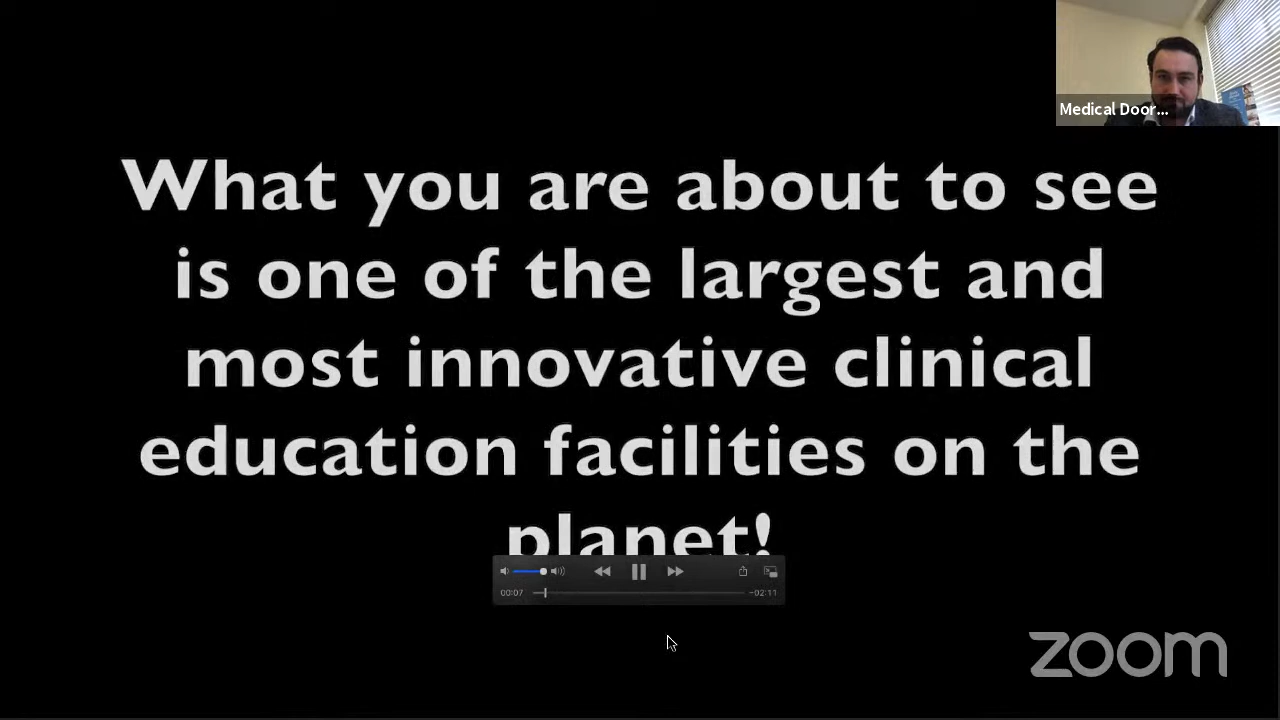 Medical Door...
What you are about to see
is one of the largest and
most innovative clinical
education facilities on the
planet!
00:07
-02:11
zoom